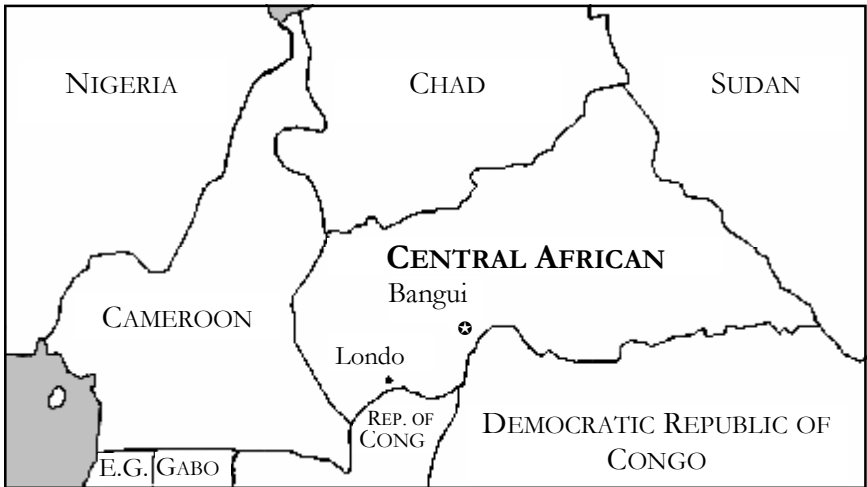 NIGERIA
CHAD
SUDAN
CENTRAL AFRICAN
Bangui
CAMEROON
Londo
REP. OF
CONG
DEMOCRATIC REPUBLIC OF
CONGO
E.G.
GABO